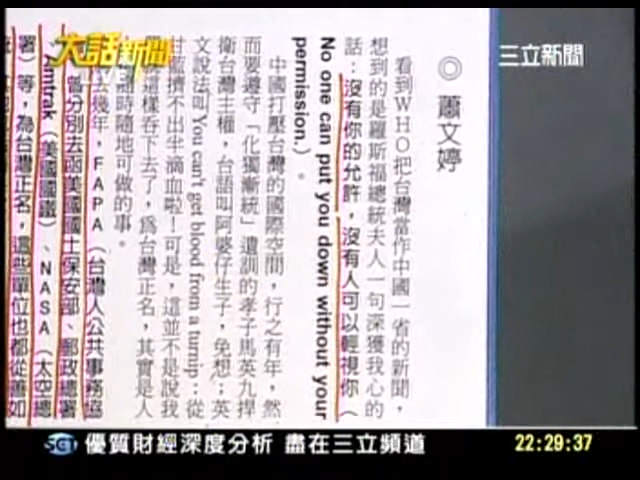 大話新聞
三立新聞
◎ 蕭文婷
看到WHO把台灣當作中國一省的新聞，
想到的是羅斯福總統夫人一句深獲我心的
話：沒有你的允許，沒有人可以輕視你（
No one can put you down without your
permission.）。
中國打壓台灣的國際空間，行之有年，然
而要遵守「化獨漸統」遺訓的孝子馬英九捍
衛台灣主權，台語叫阿婆仔生子，免想；英
文說法叫You can't get blood from a turnip；從
甘藍擠不出半滴血啦！可是，這並不是說我
這樣吞下去了，為台灣正名，其實是人
隨時隨地可做的事。
去幾年，FAPA（台灣人公共事務協
曾分別去函美國國土保安部、郵政總署
Amtrak（美國國鐵）、NASA（太空總
署）等，為台灣正名，這些單位也都從善如
SET 優質財經深度分析 盡在三立頻道
22:29:37